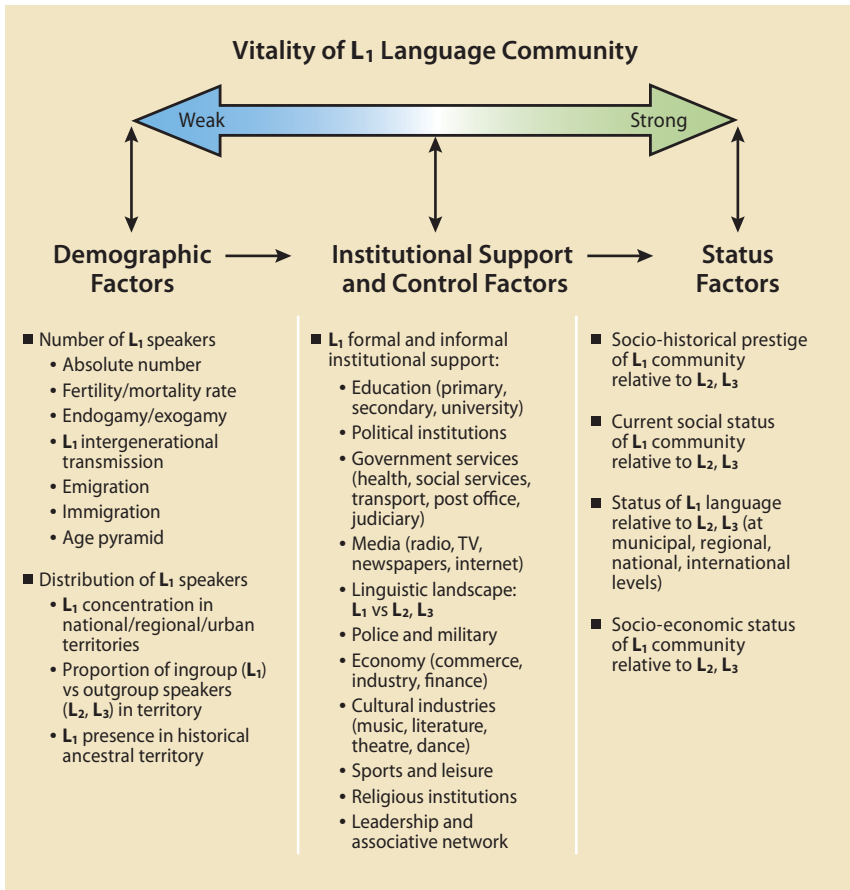 Vitality of L₁ Language Community
Weak
Strong
Demographic
Factors
Institutional Support
and Control Factors
Status
Factors
■ Number of L₁ speakers
• Absolute number
• Fertility/mortality rate
• Endogamy/exogamy
• L₁ intergenerational
transmission
• Emigration
• Immigration
• Age pyramid
■ Distribution of L₁ speakers
• L₁ concentration in
national/regional/urban
territories
• Proportion of ingroup (L₁)
vs outgroup speakers
(L₂, L₃) in territory
• L₁ presence in historical
ancestral territory
■ L₁ formal and informal
institutional support:
• Education (primary,
secondary, university)
• Political institutions
• Government services
(health, social services,
transport, post office,
judiciary)
• Media (radio, TV,
newspapers, internet)
• Linguistic landscape:
L₁ vs L₂, L₃
• Police and military
• Economy (commerce,
industry, finance)
• Cultural industries
(music, literature,
theatre, dance)
• Sports and leisure
• Religious institutions
• Leadership and
associative network
■ Socio-historical prestige
of L₁ community
relative to L₂, L₃
■ Current social status
of L₁ community
relative to L₂, L₃
■ Status of L₁ language
relative to L₂, L₃ (at
municipal, regional,
national, international
levels)
■ Socio-economic status
of L₁ community
relative to L₂, L₃